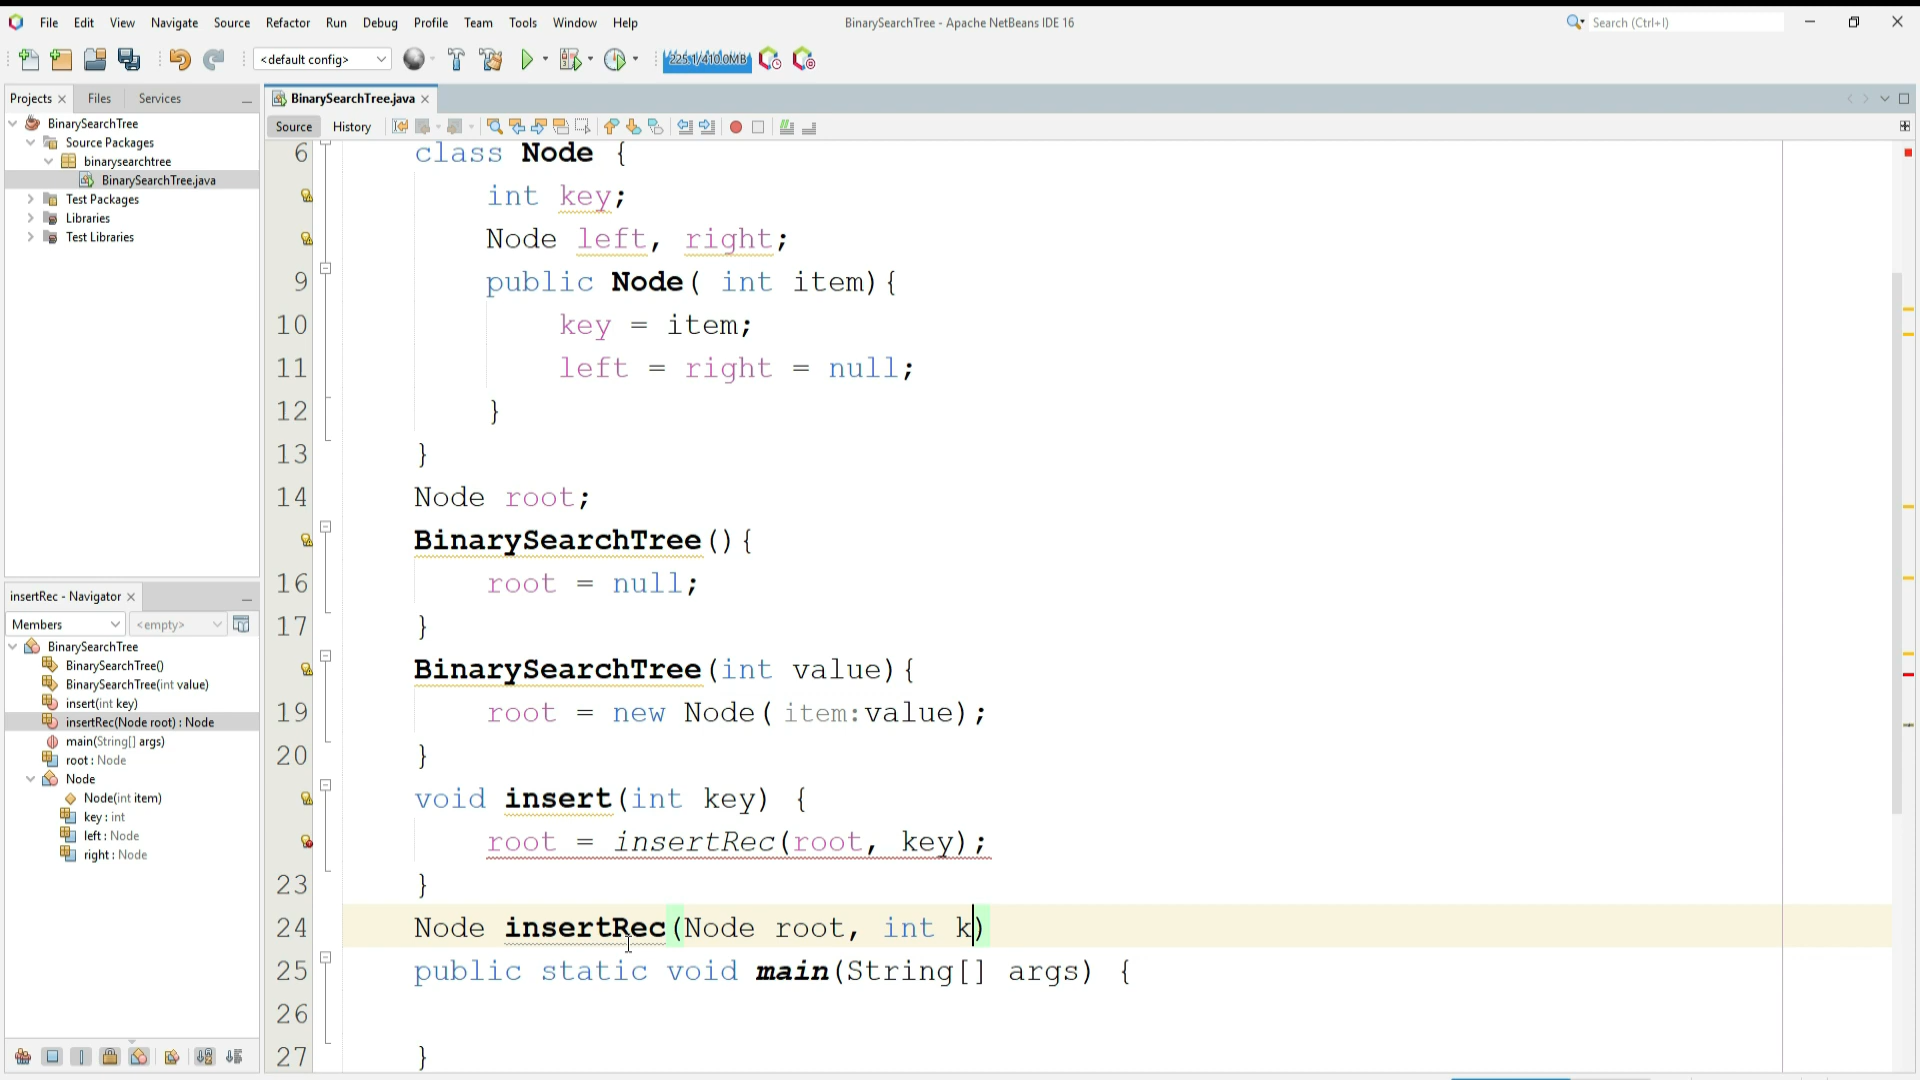 File Edit View Navigate Source Refactor Run Debug Profile Team Tools Window Help
BinarySearchTree - Apache NetBeans IDE 16
Search (Ctrl+I)
<default config>
225.1/410.0MB
Projects Files Services
BinarySearchTree
Source Packages
binarysearchtree
BinarySearchTree.java
Test Packages
Libraries
Test Libraries
insertRec - Navigator
Members <empty>
BinarySearchTree
BinarySearchTree()
BinarySearchTree(int value)
insert(int key)
insertRec(Node root) : Node
main(String[] args)
root : Node
Node
Node(int item)
key : int
left : Node
right : Node
BinarySearchTree.java
Source History
6 class Node {
int key;
Node left, right;
9 public Node( int item){
10 key = item;
11 left = right = null;
12 }
13 }
14 Node root;
BinarySearchTree(){
16 root = null;
17 }
BinarySearchTree(int value){
19 root = new Node(item:value);
20 }
void insert(int key) {
root = insertRec(root, key);
23 }
24 Node insertRec(Node root, int k)
25 public static void main(String[] args) {
26
27 }